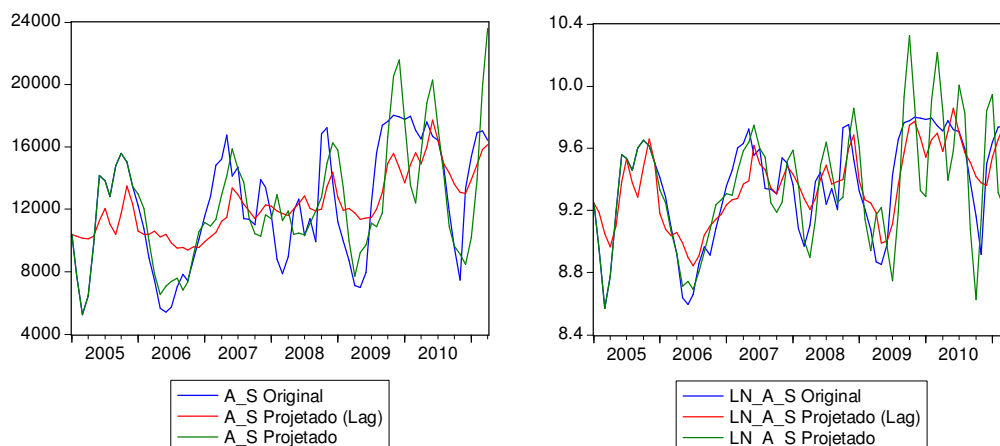 24000
20000
16000
12000
8000
4000
2005 2006 2007 2008 2009 2010
A_S Original
A_S Projetado (Lag)
A_S Projetado
10.4
10.0
9.6
9.2
8.8
8.4
2005 2006 2007 2008 2009 2010
LN_A_S Original
LN_A_S Projetado (Lag)
LN_A_S Projetado